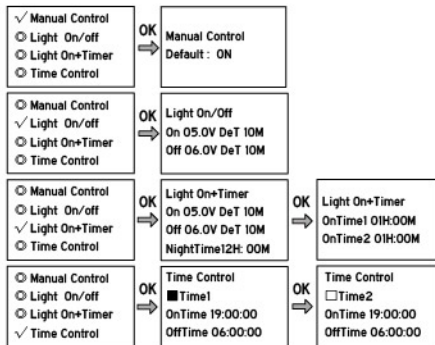 ✓ Manual Control
◎ Light On/off
◎ Light On+Timer
◎ Time Control
OK
Manual Control
Default : ON
◎ Manual Control
✓ Light On/off
◎ Light On+Timer
◎ Time Control
OK
Light On/Off
On 05.0V DeT 10M
Off 06.0V DeT 10M
◎ Manual Control
◎ Light On/off
✓ Light On+Timer
◎ Time Control
OK
Light On+Timer
On 05.0V DeT 10M
Off 06.0V DeT 10M
NightTime12H: 00M
OK
Light On+Timer
OnTime1 01H:00M
OnTime2 01H:00M
◎ Manual Control
◎ Light On/off
◎ Light On+Timer
✓ Time Control
OK
Time Control
■Time1
OnTime 19:00:00
OffTime 06:00:00
OK
Time Control
□Time2
OnTime 19:00:00
OffTime 06:00:00